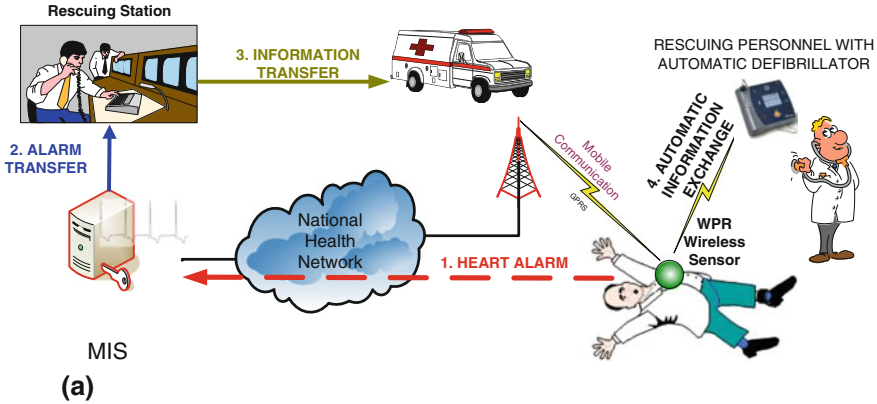 Rescuing Station
3. INFORMATION
TRANSFER
RESCUING PERSONNEL WITH
AUTOMATIC DEFIBRILLATOR
2. ALARM
TRANSFER
Mobile
Communication
GPRS
4. AUTOMATIC
INFORMATION
EXCHANGE
National
Health
Network
WPR
Wireless
Sensor
1. HEART ALARM
MIS
(a)